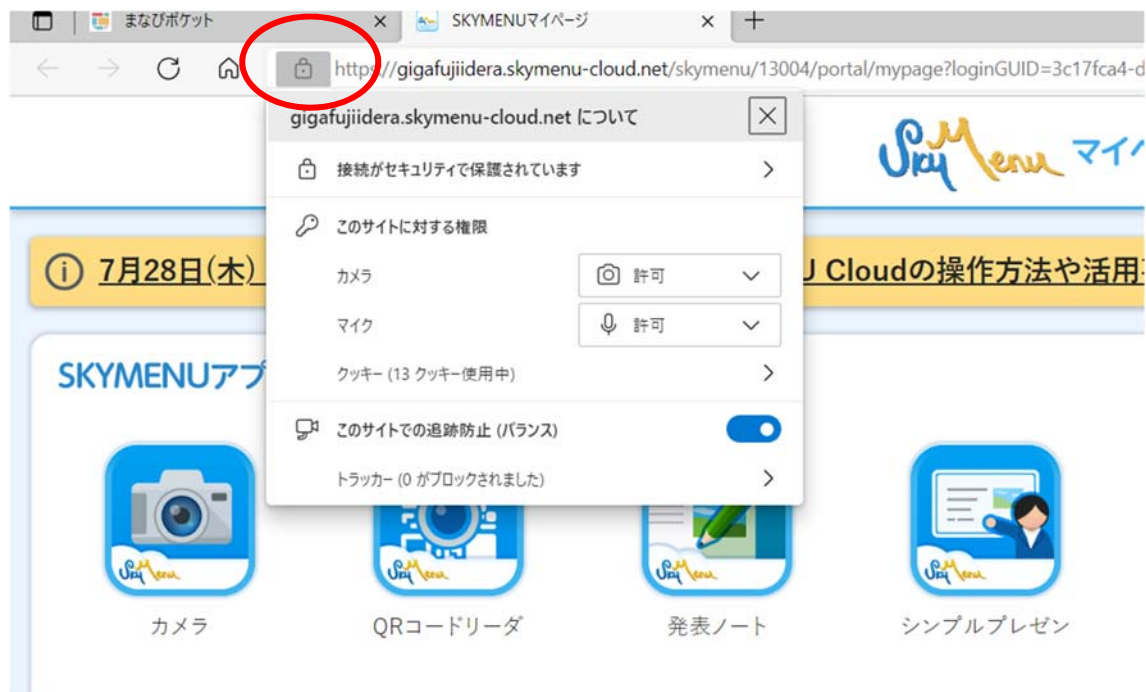 まなびポケット
SKYMENUマイページ
https://gigafujiidera.skymenu-cloud.net/skymenu/13004/portal/mypage?loginGUID=3c17fca4-d
gigafujiidera.skymenu-cloud.net について
接続がセキュリティで保護されています
このサイトに対する権限
カメラ
許可
マイク
許可
クッキー (13 クッキー使用中)
このサイトでの追跡防止 (バランス)
トラッカー (0 がブロックされました)
SkyMenu マイペ
7月28日(木)
Cloudの操作方法や活用
SKYMENUアプ
SkyMenu
SkyMenu
SkyMenu
SkyMenu
カメラ
QRコードリーダ
発表ノート
シンプルプレゼン